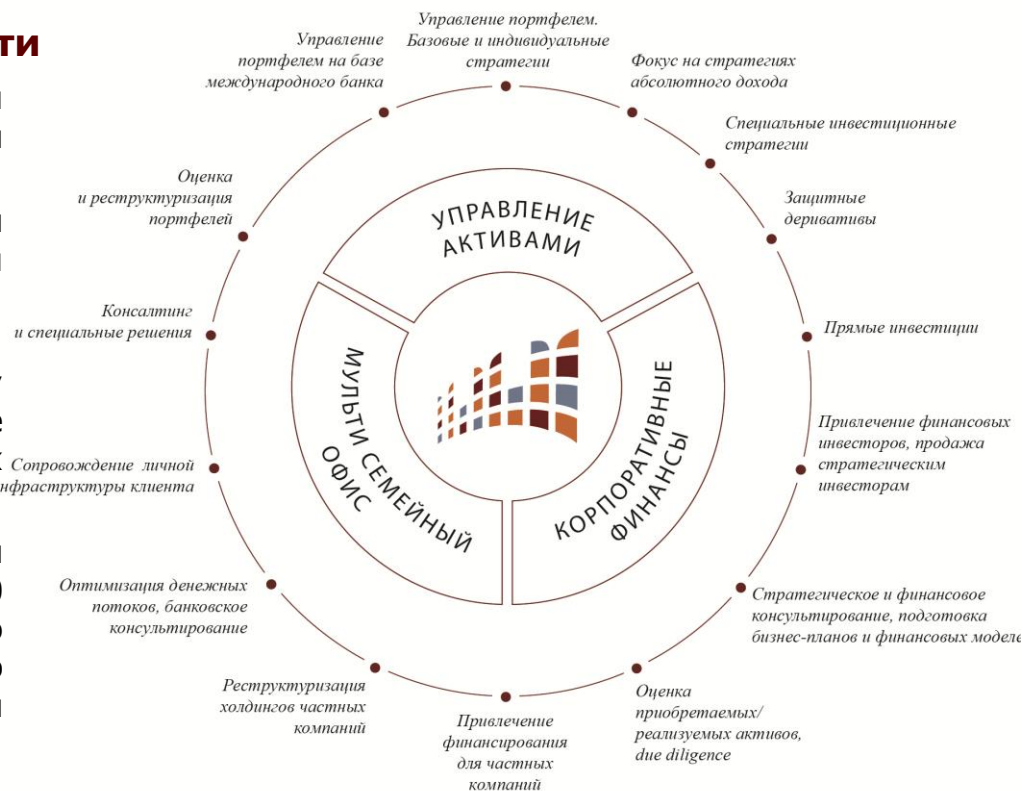 ти
Управление портфелем.
Базовые и индивидуальные
стратегии
Фокус на стратегиях
абсолютного дохода
Специальные инвестиционные
стратегии
Защитные
деривативы
Прямые инвестиции
Привлечение финансовых
инвесторов, продажа
стратегическим
инвесторам
Стратегическое и финансовое
консультирование, подготовка
бизнес-планов и финансовых моделе
Оценка
приобретаемых/
реализуемых активов,
due diligence
Привлечение
финансирования
для частных
компаний
Реструктуризация
холдингов частных
компаний
Оптимизация денежных
потоков, банковское
консультирование
Сопровождение личной
нфраструктуры клиента
Консалтинг
и специальные решения
Оценка
и реструктуризация
портфелей
Управление
портфелем на базе
международного банка
УПРАВЛЕНИЕ
АКТИВАМИ
КОРПОРАТИВНЫЕ
ФИНАНСЫ
МУЛЬТИ СЕМЕЙНЫЙ
ОФИС